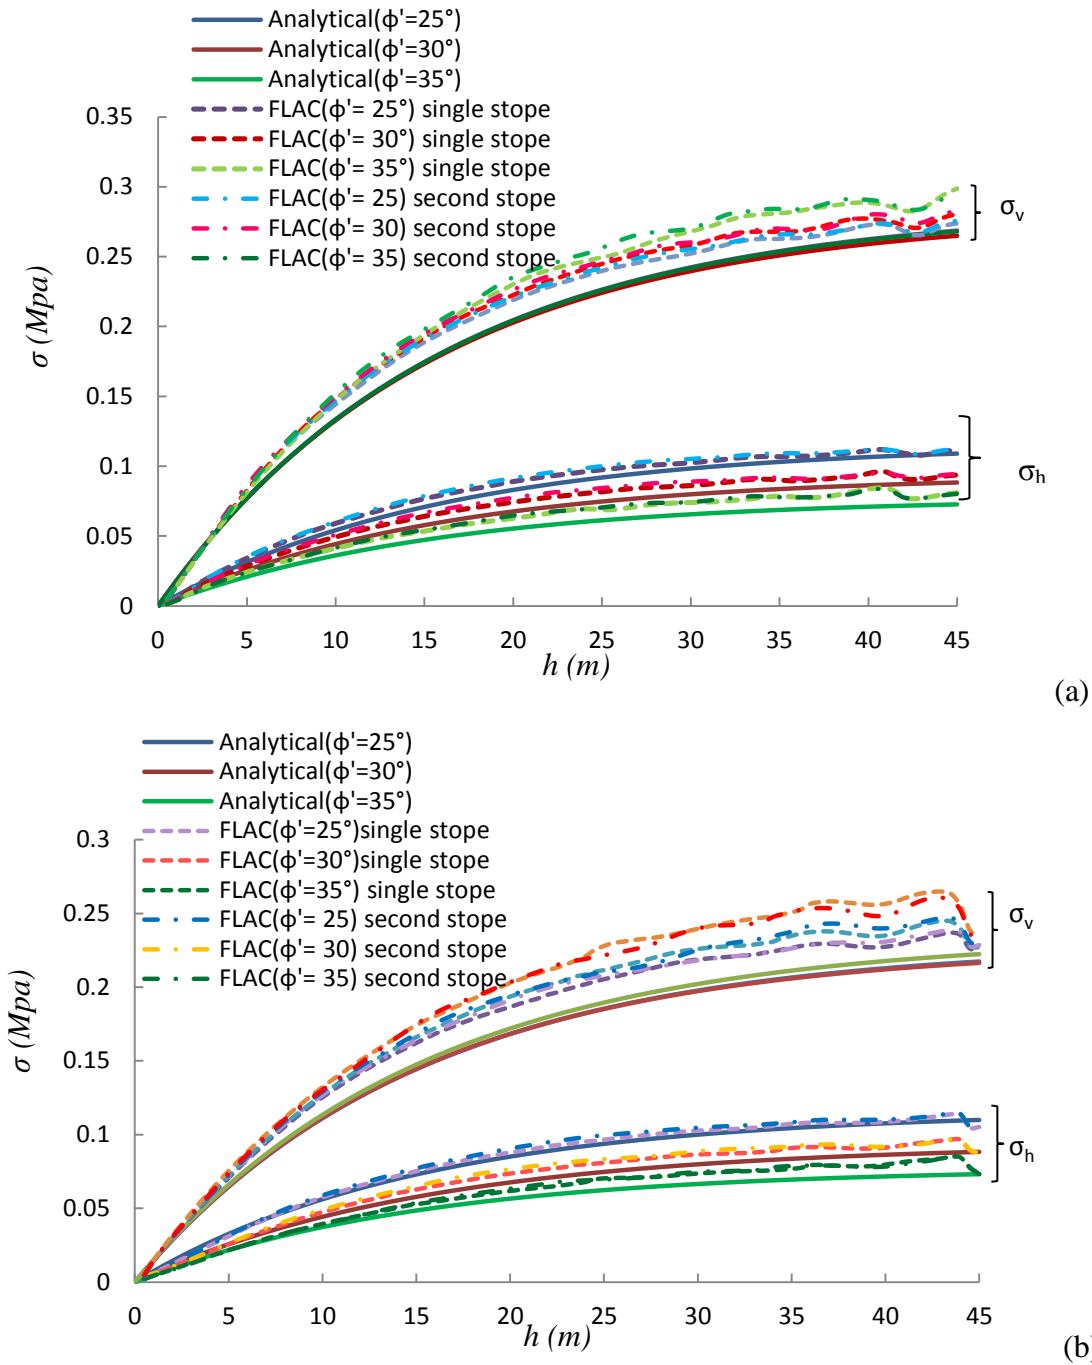 Analytical(ϕ'=25°)
Analytical(ϕ'=30°)
Analytical(ϕ'=35°)
FLAC(ϕ'= 25°) single stope
FLAC(ϕ'= 30°) single stope
FLAC(ϕ'= 35°) single stope
FLAC(ϕ'= 25) second stope
FLAC(ϕ'= 30) second stope
FLAC(ϕ'= 35) second stope
0.35
0.3
0.25
0.2
0.15
0.1
0.05
0
σ (Mpa)
σv
σh
0 5 10 15 20 25 30 35 40 45
h (m)
(a)
Analytical(ϕ'=25°)
Analytical(ϕ'=30°)
Analytical(ϕ'=35°)
FLAC(ϕ'=25°)single stope
FLAC(ϕ'=30°)single stope
FLAC(ϕ'=35°) single stope
FLAC(ϕ'= 25) second stope
FLAC(ϕ'= 30) second stope
FLAC(ϕ'= 35) second stope
0.3
0.25
0.2
0.15
0.1
0.05
0
σ (Mpa)
σv
σh
0 5 10 15 20 25 30 35 40 45
h (m)
(b)